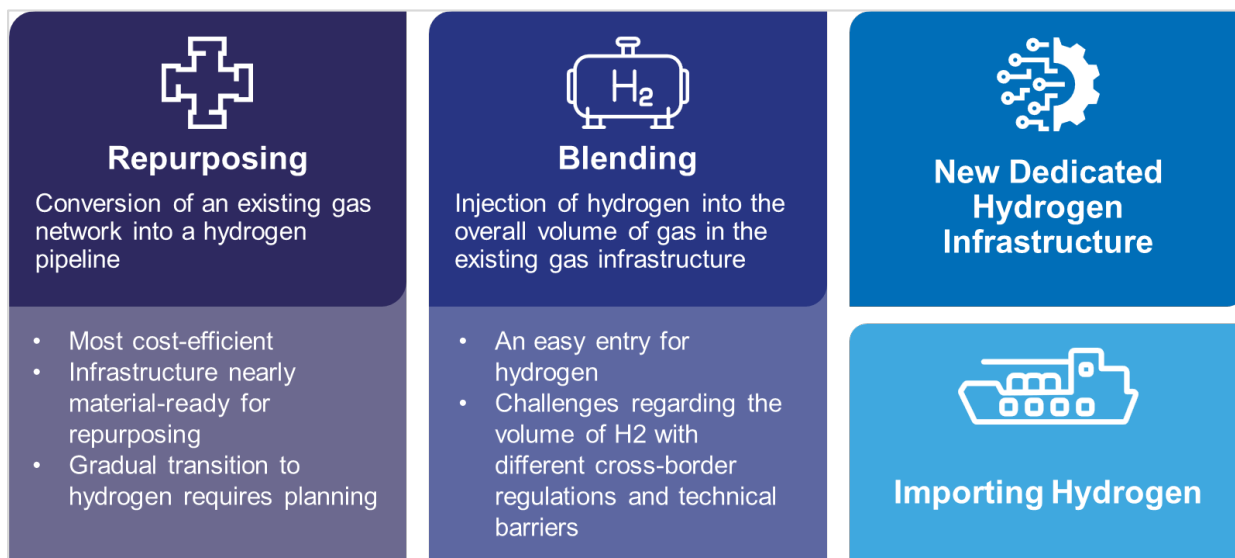 Repurposing
Conversion of an existing gas
network into a hydrogen
pipeline
• Most cost-efficient
• Infrastructure nearly
material-ready for
repurposing
• Gradual transition to
hydrogen requires planning
H₂
Blending
Injection of hydrogen into the
overall volume of gas in the
existing gas infrastructure
• An easy entry for
hydrogen
• Challenges regarding the
volume of H2 with
different cross-border
regulations and technical
barriers
New Dedicated
Hydrogen
Infrastructure
Importing Hydrogen